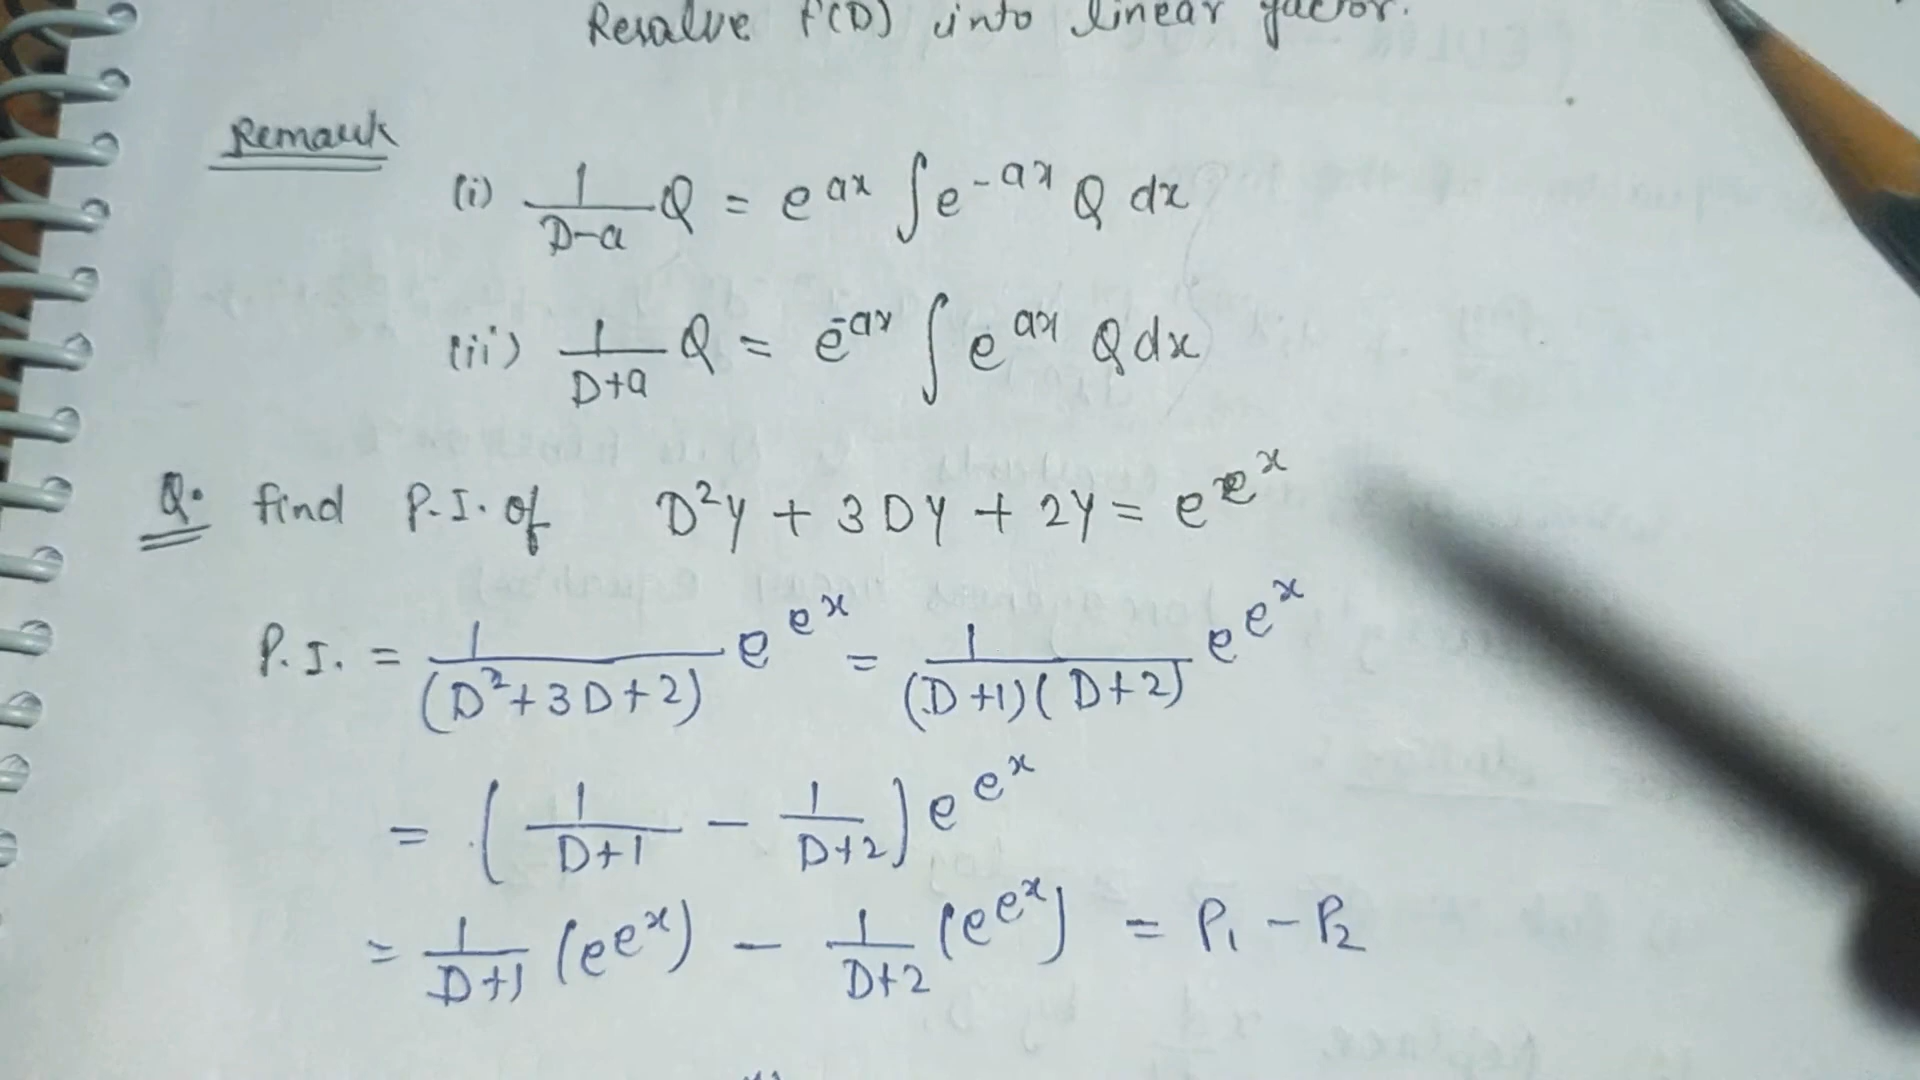 Resolve f(D) into linear factor.
Remark
(i) 1/(D-a) Q = e^{ax} ∫e^{-ax} Q dx
(ii) 1/(D+a) Q = e^{-ax} ∫ e^{ax} Q dx
Q. find P.I. of D²y + 3Dy + 2y = e^{e^x}
P.I. = 1/(D²+3D+2) e^{e^x} = 1/((D+1)(D+2)) e^{e^x}
= (1/(D+1) - 1/(D+2)) e^{e^x}
= 1/(D+1) (e^{e^x}) - 1/(D+2) (e^{e^x}) = P₁ - P₂